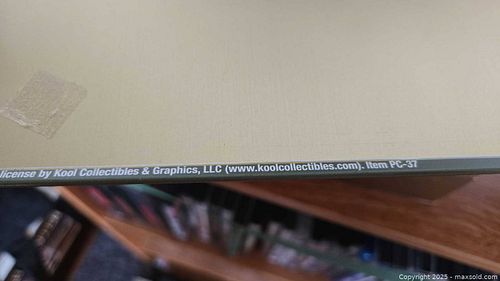 license by Kool Collectibles & Graphics, LLC (www.koolcollectibles.com). Item PC-37
Copyright © 2025 - maxsold.com